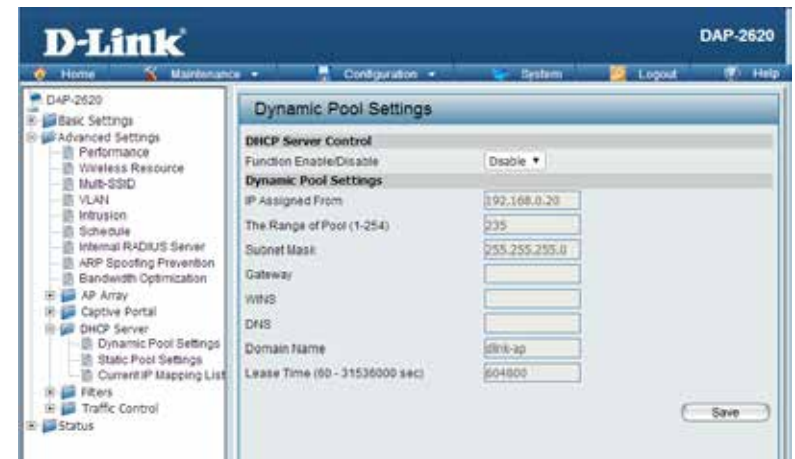 D-Link
DAP-2620
Home Maintenance Configuration System Logout Help
DAP-2620
Basic Settings
Advanced Settings
Performance
Wireless Resource
Multi-SSID
VLAN
Intrusion
Schedule
Internal RADIUS Server
ARP Spoofing Prevention
Bandwidth Optimization
AP Array
Captive Portal
DHCP Server
Dynamic Pool Settings
Static Pool Settings
Current IP Mapping List
Filters
Traffic Control
Status
Dynamic Pool Settings
DHCP Server Control
Function Enable/Disable Disable
Dynamic Pool Settings
IP Assigned From 192.168.0.20
The Range of Pool (1-254) 235
Subnet Mask 255.255.255.0
Gateway
WINS
DNS
Domain Name dlink-ap
Lease Time (60 - 31536000 sec) 604800
Save